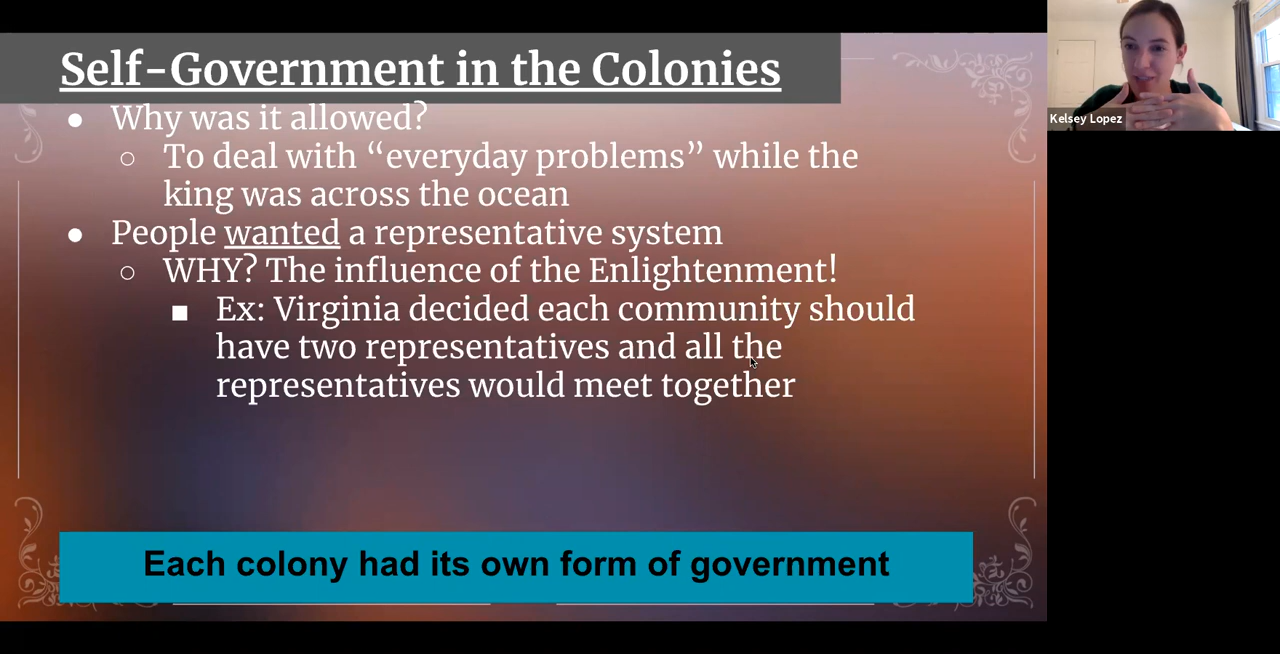 Self-Government in the Colonies
● Why was it allowed?
○ To deal with “everyday problems” while the
king was across the ocean
● People wanted a representative system
○ WHY? The influence of the Enlightenment!
■ Ex: Virginia decided each community should
have two representatives and all the
representatives would meet together
Each colony had its own form of government
Kelsey Lopez